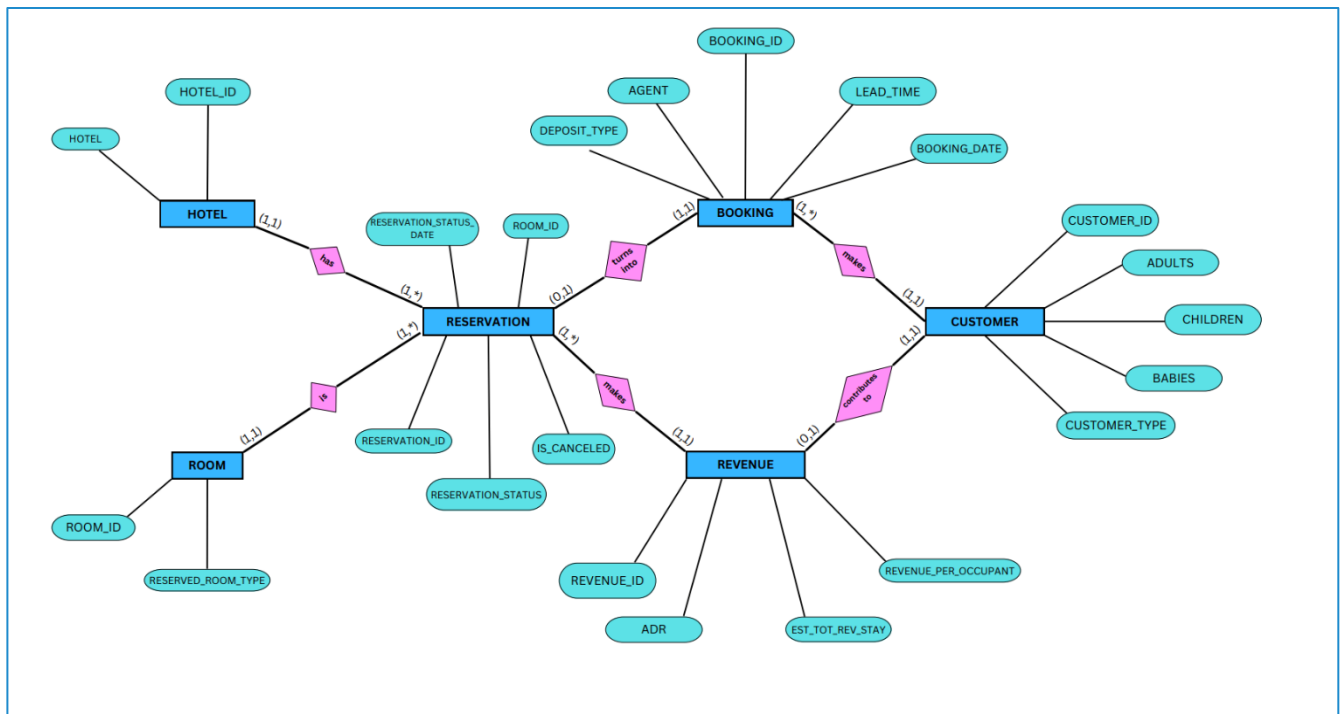 BOOKING_ID
HOTEL_ID
AGENT
LEAD_TIME
HOTEL
DEPOSIT_TYPE
BOOKING_DATE
HOTEL
(1,1)
RESERVATION_STATUS_
DATE
ROOM_ID
(1,1)
BOOKING
(1,*)
CUSTOMER_ID
has
turns
into
makes
ADULTS
(1,*)
(0,1)
(1,1)
RESERVATION
CUSTOMER
CHILDREN
(1,*)
(1,*)
(1,1)
BABIES
is
makes
contributes
to
CUSTOMER_TYPE
(1,1)
RESERVATION_ID
IS_CANCELED
(1,1)
(0,1)
ROOM
REVENUE
RESERVATION_STATUS
ROOM_ID
RESERVED_ROOM_TYPE
REVENUE_ID
REVENUE_PER_OCCUPANT
ADR
EST_TOT_REV_STAY